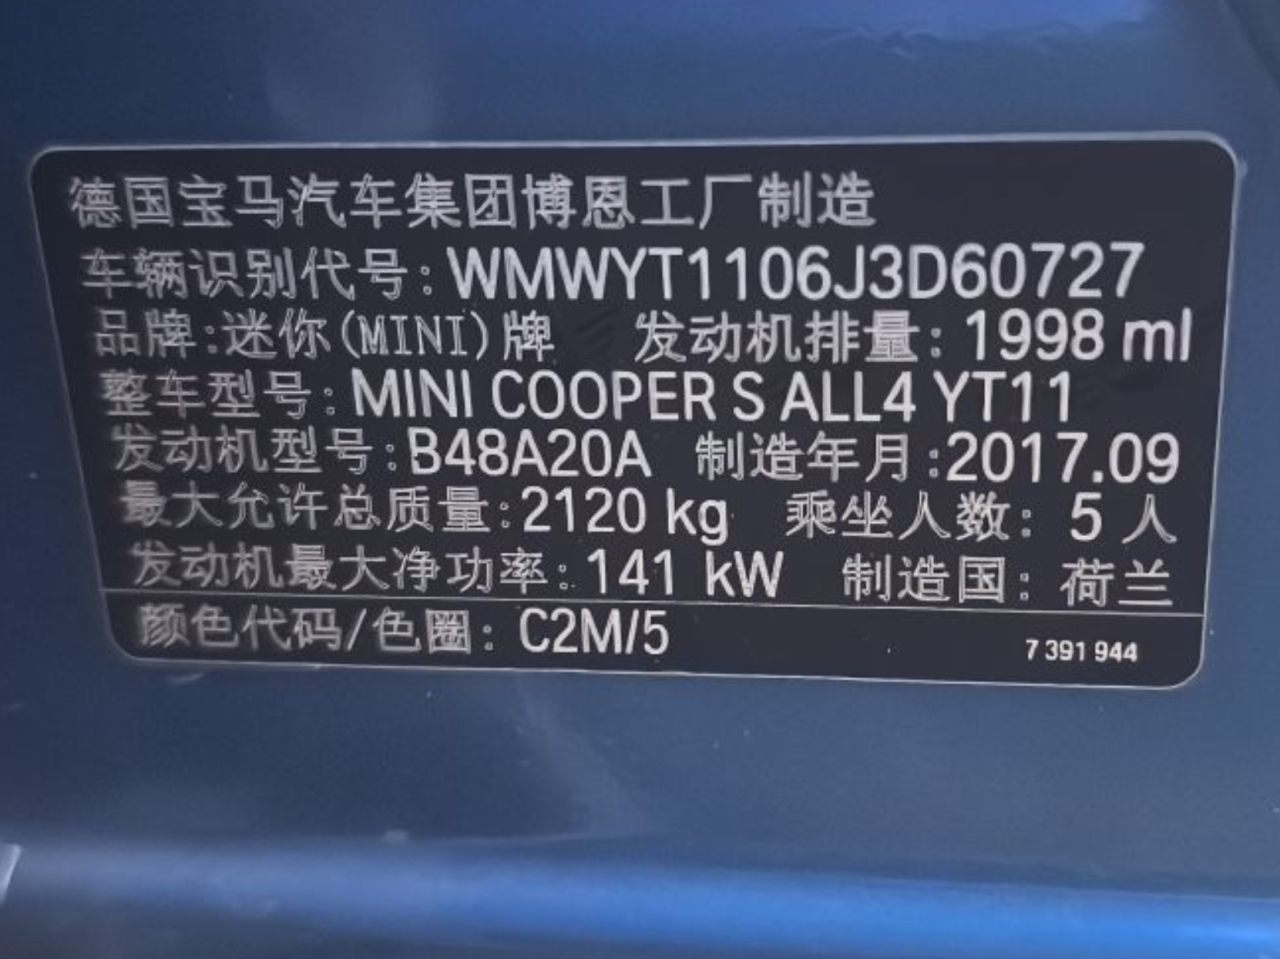 德国宝马汽车集团博恩工厂制造
车辆识别代号:WMWYT1106J3D60727
品牌:迷你(MINI)牌 发动机排量:1998 ml
整车型号:MINI COOPER S ALL4 YT11
发动机型号:B48A20A 制造年月:2017.09
最大允许总质量:2120 kg 乘坐人数:5人
发动机最大净功率:141 kW 制造国:荷兰
颜色代码/色圈:C2M/5 7 391 944